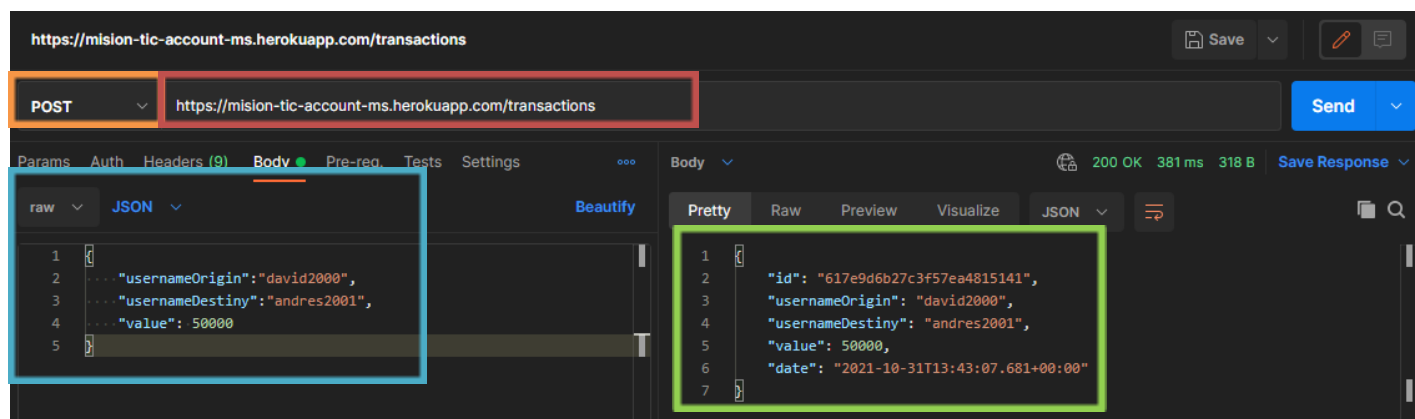 https://mision-tic-account-ms.herokuapp.com/transactions
Save
POST https://mision-tic-account-ms.herokuapp.com/transactions Send
Params Auth Headers (9) Body Pre-req. Tests Settings
Body 200 OK 381 ms 318 B Save Response
raw JSON Beautify
Pretty Raw Preview Visualize JSON
1 {
2 "usernameOrigin":"david2000",
3 "usernameDestiny":"andres2001",
4 "value": 50000
5 }
1 {
2 "id": "617e9d6b27c3f57ea4815141",
3 "usernameOrigin": "david2000",
4 "usernameDestiny": "andres2001",
5 "value": 50000,
6 "date": "2021-10-31T13:43:07.681+00:00"
7 }